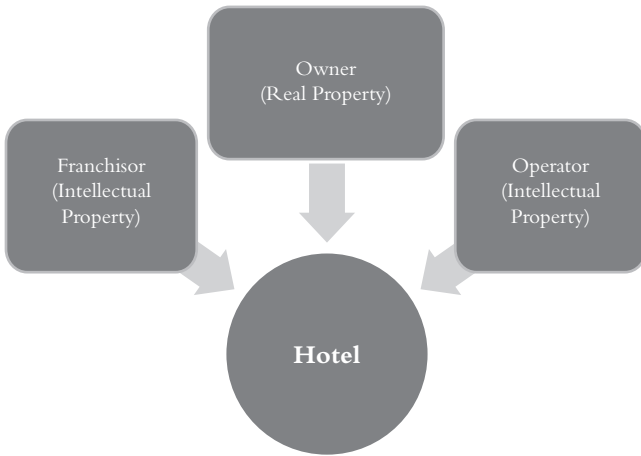 Owner
(Real Property)
Franchisor
(Intellectual
Property)
Operator
(Intellectual
Property)
Hotel